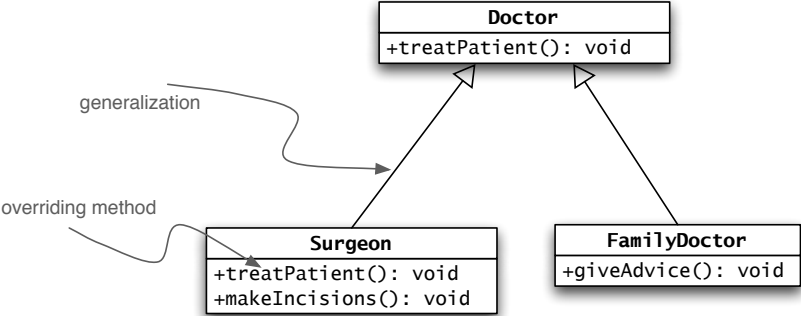 Doctor
+treatPatient(): void
generalization
overriding method
Surgeon
+treatPatient(): void
+makeIncisions(): void
FamilyDoctor
+giveAdvice(): void